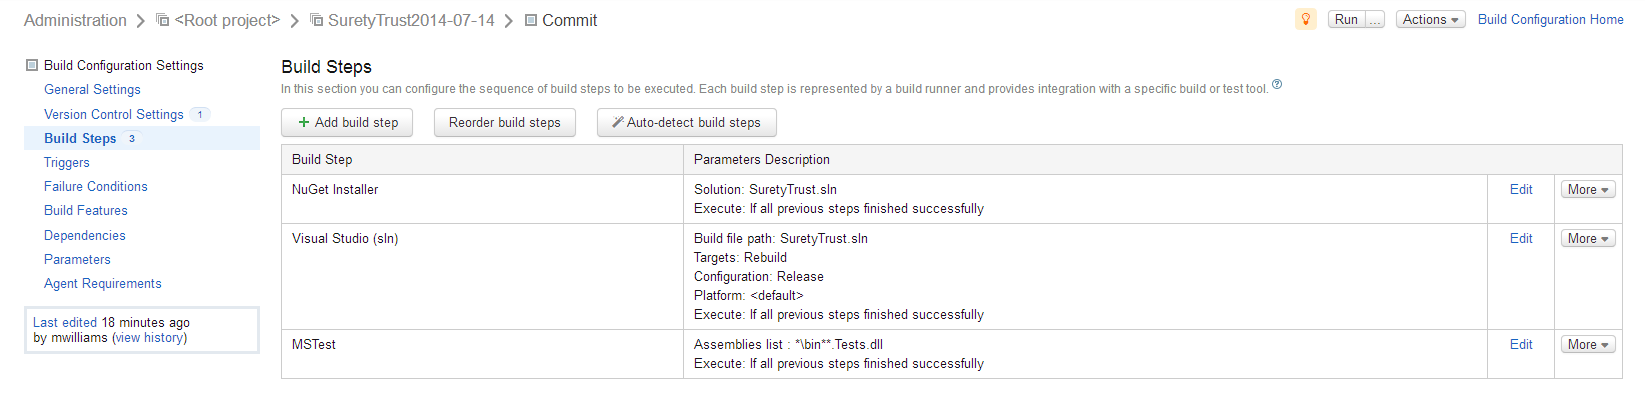 Administration > <Root project> > SuretyTrust2014-07-14 > Commit
Run ... Actions Build Configuration Home
Build Configuration Settings
General Settings
Version Control Settings 1
Build Steps 3
Triggers
Failure Conditions
Build Features
Dependencies
Parameters
Agent Requirements
Last edited 18 minutes ago
by mwilliams (view history)
Build Steps
In this section you can configure the sequence of build steps to be executed. Each build step is represented by a build runner and provides integration with a specific build or test tool. ?
+ Add build step Reorder build steps Auto-detect build steps
Build Step Parameters Description
NuGet Installer Solution: SuretyTrust.sln Edit More
Execute: If all previous steps finished successfully
Visual Studio (sln) Build file path: SuretyTrust.sln Edit More
Targets: Rebuild
Configuration: Release
Platform: <default>
Execute: If all previous steps finished successfully
MSTest Assemblies list : *\bin**.Tests.dll Edit More
Execute: If all previous steps finished successfully